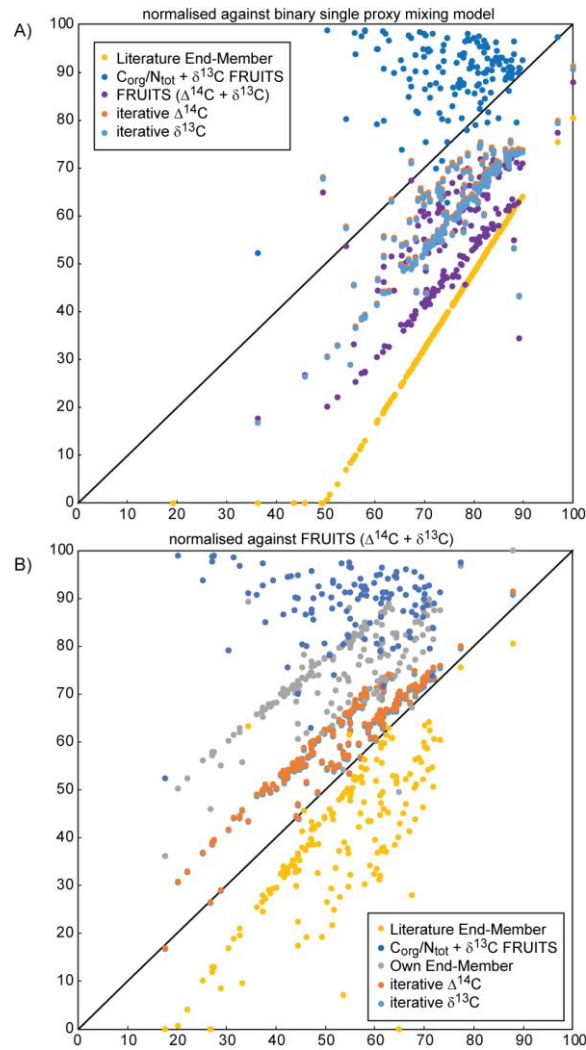 normalised against binary single proxy mixing model
A)
100
90
80
70
60
50
40
30
20
10
0
Literature End-Member
Corg/Ntot + δ13C FRUITS
FRUITS (Δ14C + δ13C)
iterative Δ14C
iterative δ13C
0 10 20 30 40 50 60 70 80 90 100
normalised against FRUITS (Δ14C + δ13C)
B)
100
90
80
70
60
50
40
30
20
10
0
Literature End-Member
Corg/Ntot + δ13C FRUITS
Own End-Member
iterative Δ14C
iterative δ13C
0 10 20 30 40 50 60 70 80 90 100